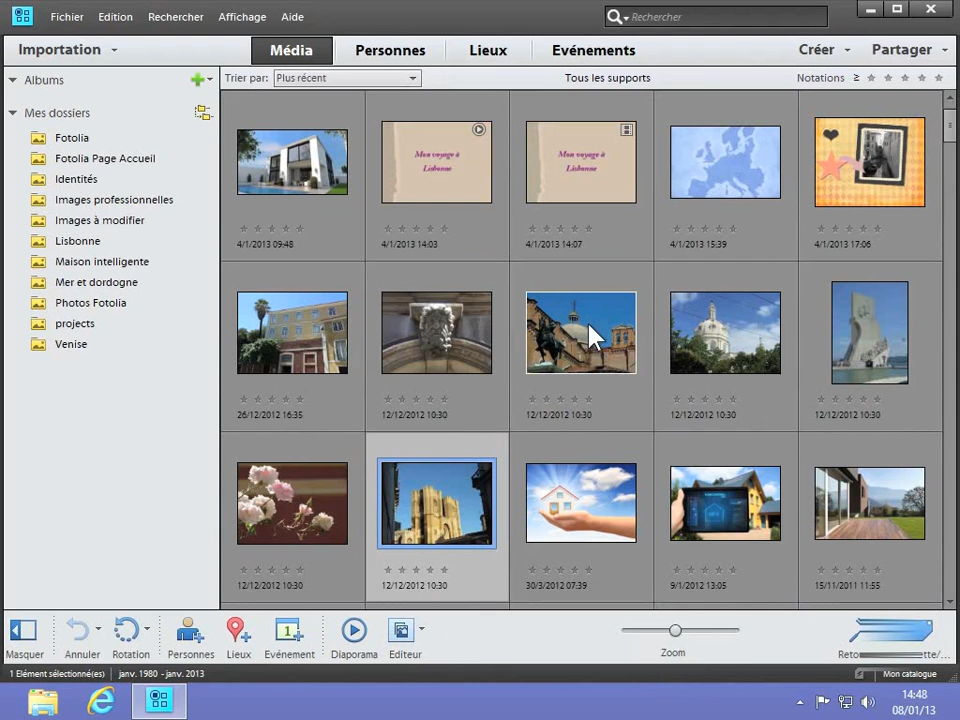 Fichier Edition Rechercher Affichage Aide
Rechercher
Importation
Média Personnes Lieux Evénements
Créer Partager
Albums
Trier par: Plus récent
Tous les supports
Notations ≥
Mes dossiers
Fotolia
Fotolia Page Accueil
Identités
Images professionnelles
Images à modifier
Lisbonne
Maison intelligente
Mer et dordogne
Photos Fotolia
projects
Venise
Mon voyage à
Lisbonne
Mon voyage à
Lisbonne
4/1/2013 09:48
4/1/2013 14:03
4/1/2013 14:07
4/1/2013 15:39
4/1/2013 17:06
26/12/2012 16:35
12/12/2012 10:30
12/12/2012 10:30
12/12/2012 10:30
12/12/2012 10:30
12/12/2012 10:30
12/12/2012 10:30
30/3/2012 07:39
9/1/2012 13:05
15/11/2011 11:55
1
Masquer Annuler Rotation Personnes Lieux Evénement Diaporama Editeur
Zoom
1 Elément sélectionné(es) janv. 1980 - janv. 2013
Mon catalogue
14:48
08/01/13